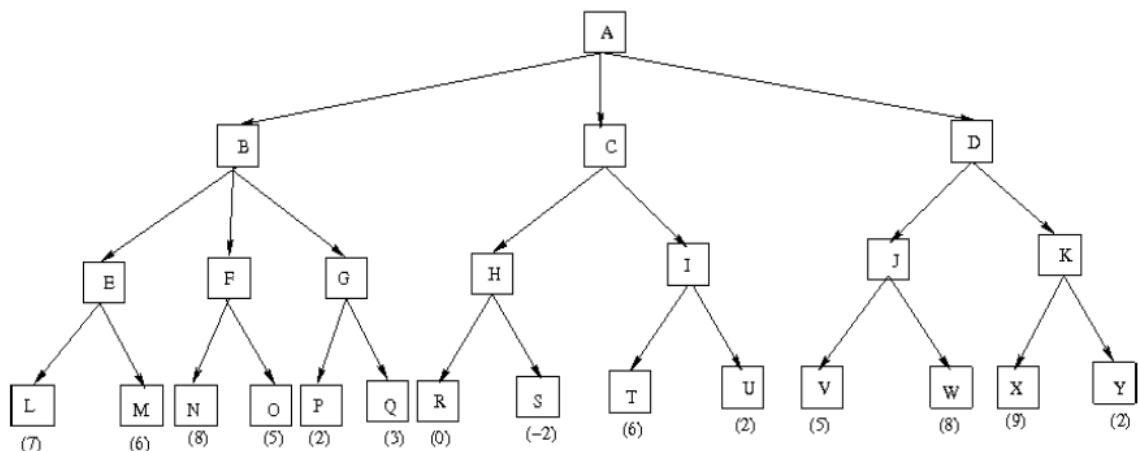 A
B
C
D
E
F
G
H
I
J
K
L
M
N
O
P
Q
R
S
T
U
V
W
X
Y
(7)
(6)
(8)
(5)
(2)
(3)
(0)
(−2)
(6)
(2)
(5)
(8)
(9)
(2)